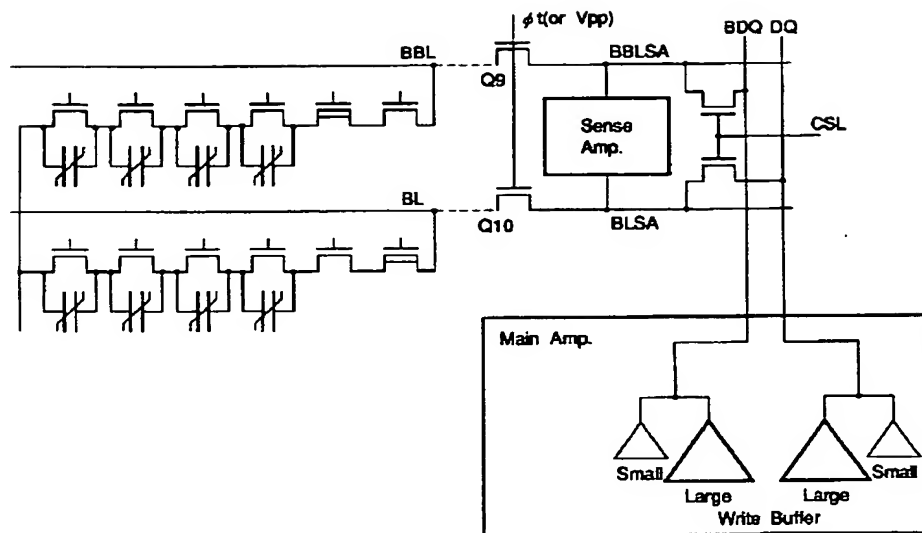 ϕt(or Vpp)
BDQ DQ
BBL
BBLSA
Q9
Sense
Amp.
CSL
BL
Q10
BLSA
Main Amp.
Small
Large
Large
Small
Write Buffer